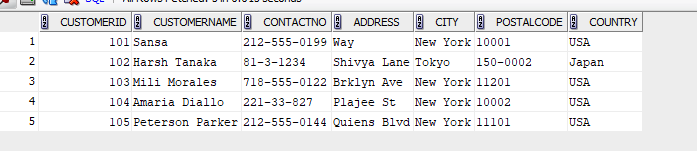 CUSTOMERID CUSTOMERNAME CONTACTNO ADDRESS CITY POSTALCODE COUNTRY
1 101 Sansa 212-555-0199 Way New York 10001 USA
2 102 Harsh Tanaka 81-3-1234 Shivya Lane Tokyo 150-0002 Japan
3 103 Mili Morales 718-555-0122 Brklyn Ave New York 11201 USA
4 104 Amaria Diallo 221-33-827 Plajee St New York 10002 USA
5 105 Peterson Parker 212-555-0144 Quiens Blvd New York 11101 USA